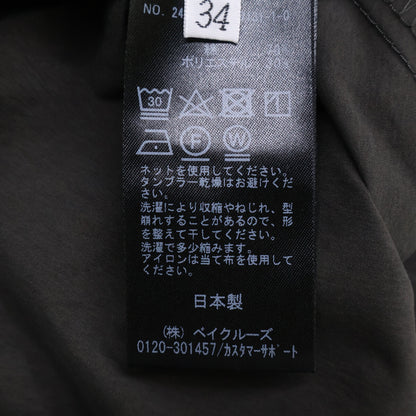 NO. 24
34
ポリエステル
30
F
W
ネットを使用してください。
タンブラー乾燥はお避けくだ
さい。
洗濯により収縮やねじれ、型
崩れすることがあるので、形
を整えて干してください。
洗濯で多少縮みます。
アイロンは当て布を使用して
ください。
日本製
(株) ベイクルーズ
0120-301457/カスタマーサポート